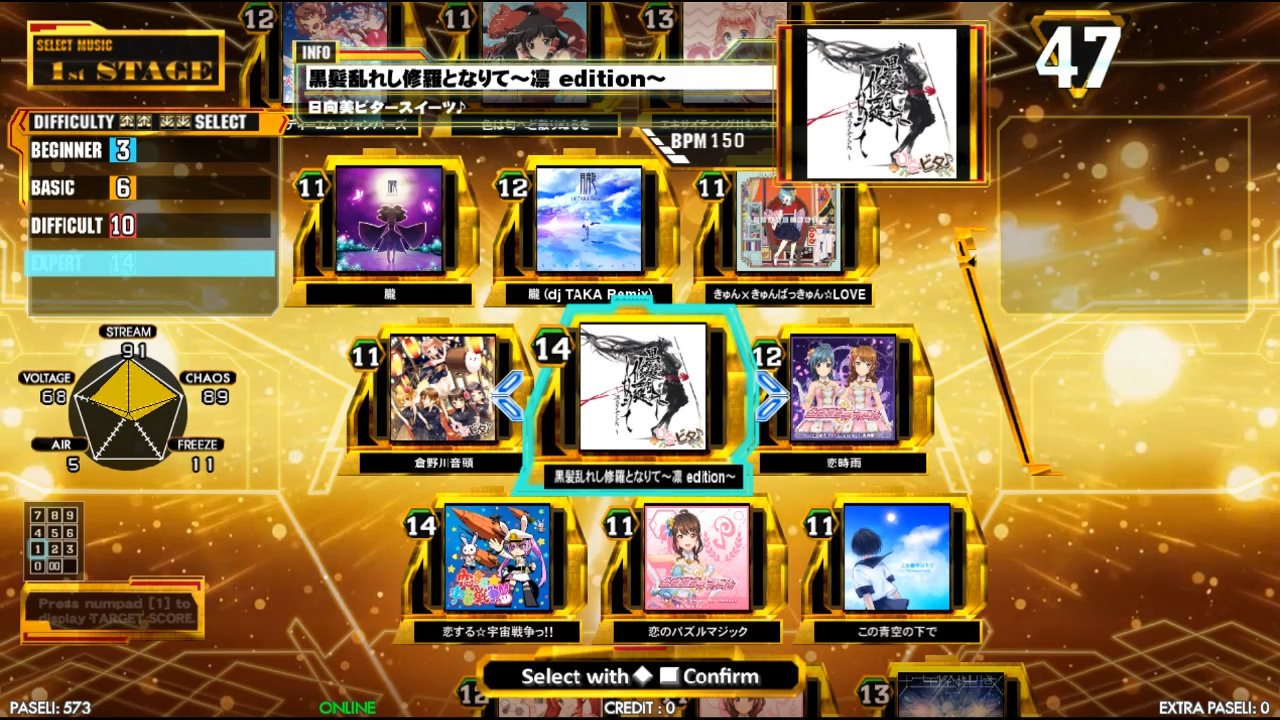 SELECT MUSIC
1st STAGE
12
11
13
INFO
黒髪乱れし修羅となりて～凛 edition～
日向美ビタースイーツ♪
BPM 150
47
DIFFICULTY SELECT
BEGINNER 3
BASIC 6
DIFFICULT 10
EXPERT 14
11
12
11
朧
朧 (dj TAKA Remix)
きゅん×きゅんばっきゅん☆LOVE
STREAM
91
VOLTAGE
68
CHAOS
89
AIR
5
FREEZE
11
11
14
12
倉野川音頭
黒髪乱れし修羅となりて～凛 edition～
恋時雨
7 8 9
4 5 6
1 2 3
0 00
14
11
11
Press numpad [1] to
display TARGET SCORE.
恋する☆宇宙戦争っ!!
恋のパズルマジック
この青空の下で
Select with ◆ Confirm
13
PASELI: 573
ONLINE
CREDIT : 0
EXTRA PASELI: 0